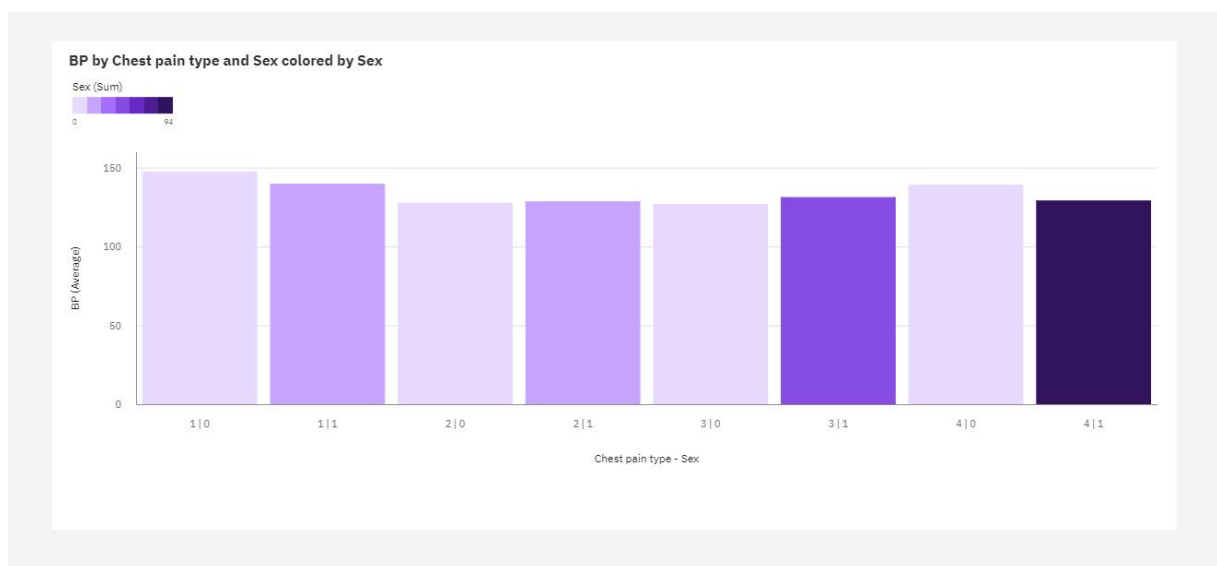 BP by Chest pain type and Sex colored by Sex
Sex (Sum)
0 94
150
100
50
0
BP (Average)
1 | 0 1 | 1 2 | 0 2 | 1 3 | 0 3 | 1 4 | 0 4 | 1
Chest pain type - Sex